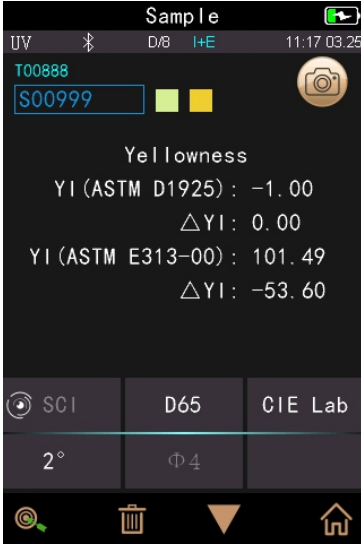 Sample
UV D/8 I+E 11:17 03.25
T00888
S00999
Yellowness
YI(ASTM D1925): -1.00
△YI: 0.00
YI(ASTM E313-00): 101.49
△YI: -53.60
SCI D65 CIE Lab
2° Φ4